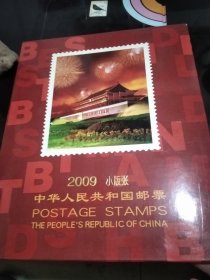 2009 小版张
中华人民共和国邮票
POSTAGE STAMPS
THE PEOPLE'S REPUBLIC OF CHINA